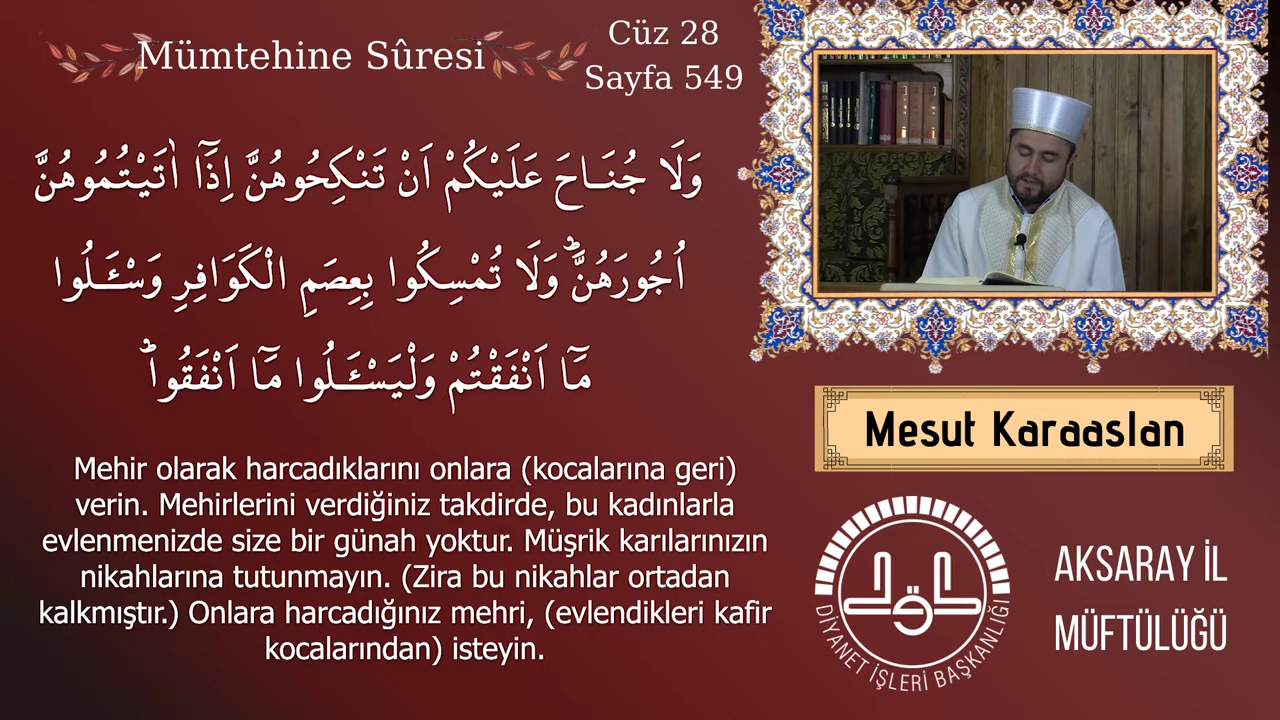 Mümtehine Sûresi
Cüz 28
Sayfa 549
وَلَا جُنَاحَ عَلَيْكُمْ اَنْ تَنْكِحُوهُنَّ اِذَٓا اٰتَيْتُمُوهُنَّ
اُجُورَهُنَّۜ وَلَا تُمْسِكُوا بِعِصَمِ الْكَوَافِرِ وَسْـَٔلُوا
مَٓا اَنْفَقْتُمْ وَلْيَسْـَٔلُوا مَٓا اَنْفَقُواۜ
Mehir olarak harcadıklarını onlara (kocalarına geri)
verin. Mehirlerini verdiğiniz takdirde, bu kadınlarla
evlenmenizde size bir günah yoktur. Müşrik karılarınızın
nikahlarına tutunmayın. (Zira bu nikahlar ortadan
kalkmıştır.) Onlara harcadığınız mehri, (evlendikleri kafir
kocalarından) isteyin.
Mesut Karaaslan
DİYANET İŞLERİ BAŞKANLIĞI
AKSARAY İL
MÜFTÜLÜĞÜ